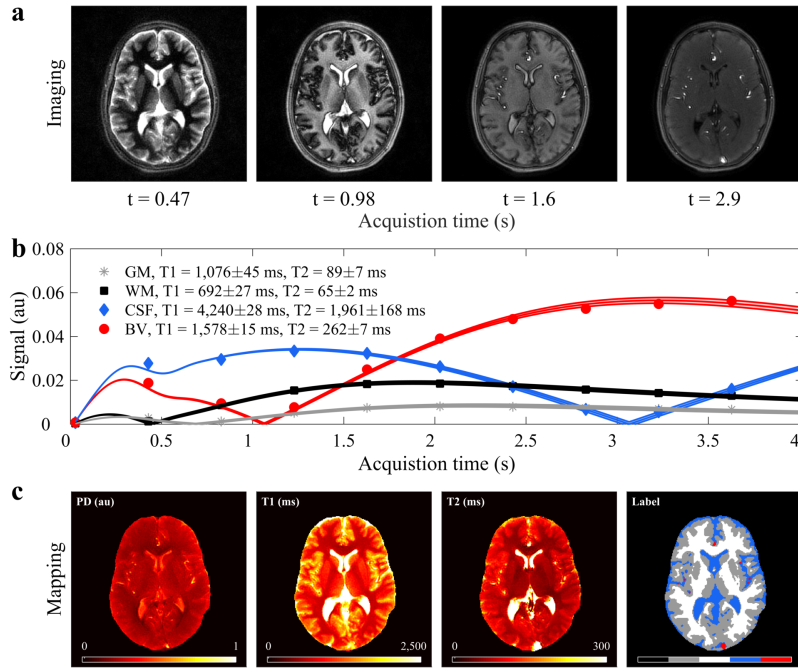 a
Imaging
t = 0.47
t = 0.98
t = 1.6
t = 2.9
Acquistion time (s)
b
Signal (au)
0.08
0.06
0.04
0.02
0
GM, T1 = 1,076±45 ms, T2 = 89±7 ms
WM, T1 = 692±27 ms, T2 = 65±2 ms
CSF, T1 = 4,240±28 ms, T2 = 1,961±168 ms
BV, T1 = 1,578±15 ms, T2 = 262±7 ms
0 0.5 1 1.5 2 2.5 3 3.5 4
Acquistion time (s)
c
Mapping
PD (au)
0 1
T1 (ms)
0 2,500
T2 (ms)
0 300
Label